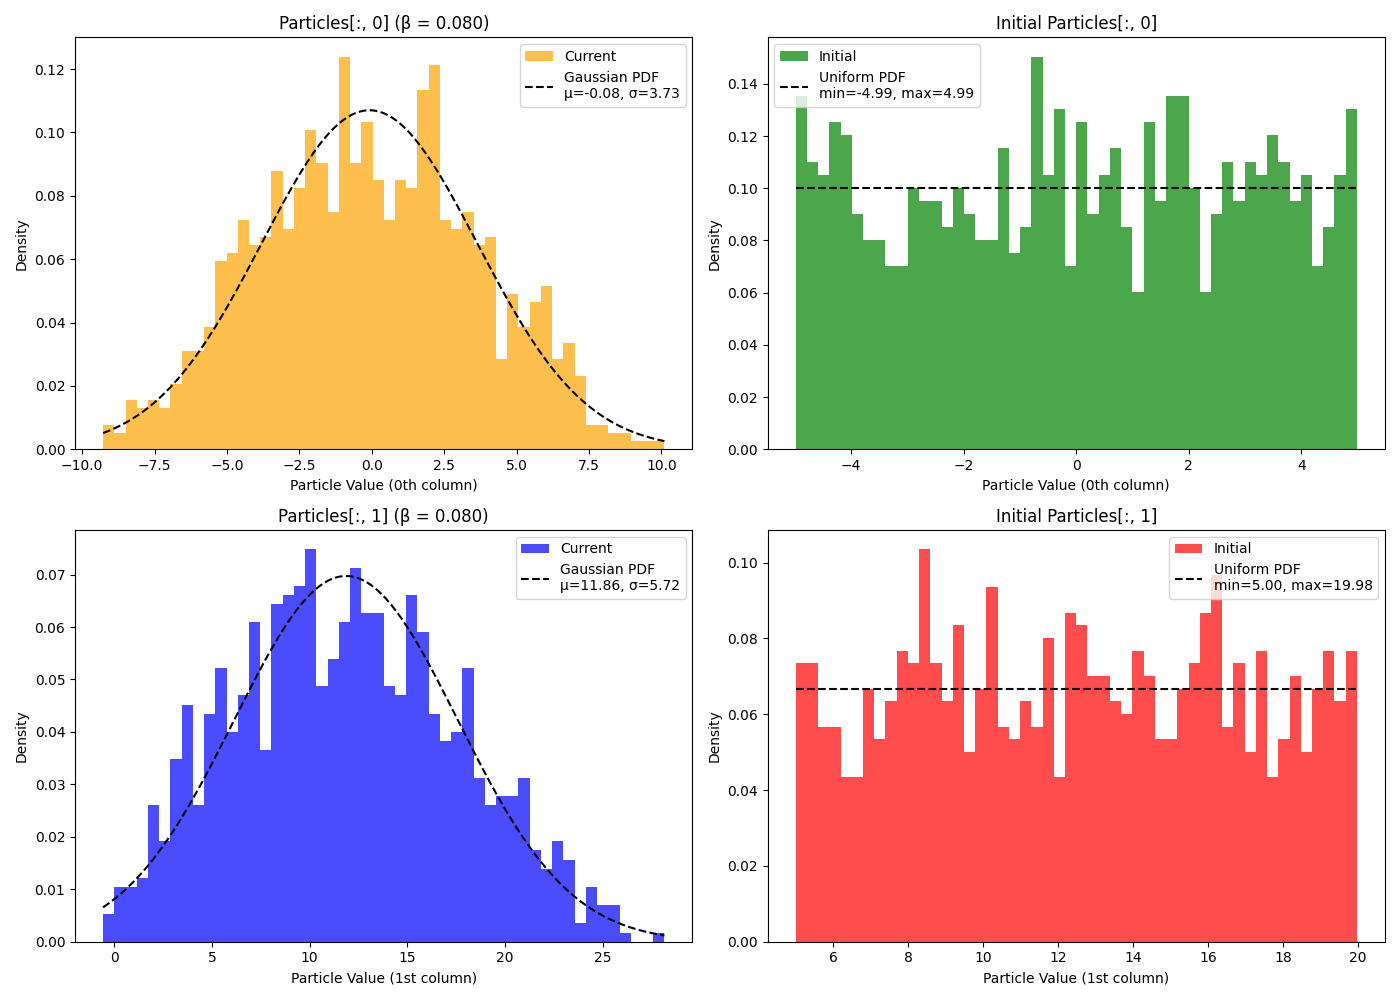 Particles[:, 0] (β = 0.080)
Current
Gaussian PDF
μ=-0.08, σ=3.73
Density
0.12
0.10
0.08
0.06
0.04
0.02
0.00
−10.0 −7.5 −5.0 −2.5 0.0 2.5 5.0 7.5 10.0
Particle Value (0th column)
Initial Particles[:, 0]
Initial
Uniform PDF
min=-4.99, max=4.99
Density
0.14
0.12
0.10
0.08
0.06
0.04
0.02
0.00
−4 −2 0 2 4
Particle Value (0th column)
Particles[:, 1] (β = 0.080)
Current
Gaussian PDF
μ=11.86, σ=5.72
Density
0.07
0.06
0.05
0.04
0.03
0.02
0.01
0.00
0 5 10 15 20 25
Particle Value (1st column)
Initial Particles[:, 1]
Initial
Uniform PDF
min=5.00, max=19.98
Density
0.10
0.08
0.06
0.04
0.02
0.00
6 8 10 12 14 16 18 20
Particle Value (1st column)